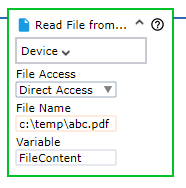 Read File from...
Device
File Access
Direct Access
File Name
c:\temp\abc.pdf
Variable
FileContent